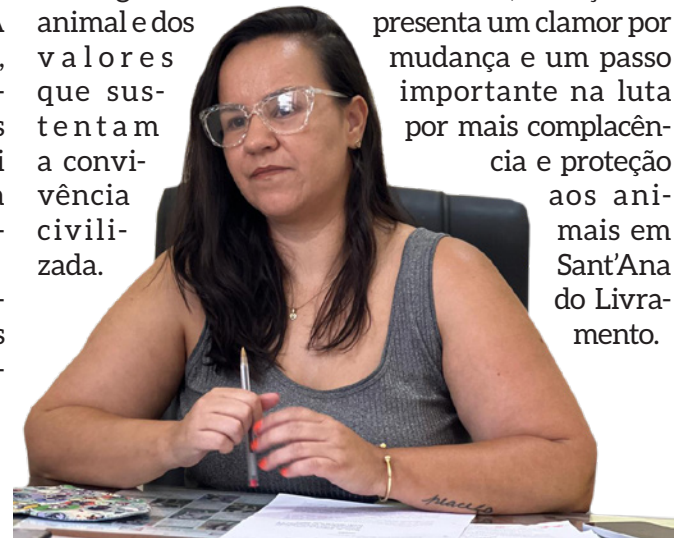 animal e dos
valores
que sus-
tentam
a convi-
vência
civili-
zada.
presenta um clamor por
mudança e um passo
importante na luta
por mais complacên-
cia e proteção
aos ani-
mais em
Sant'Ana
do Livra-
mento.